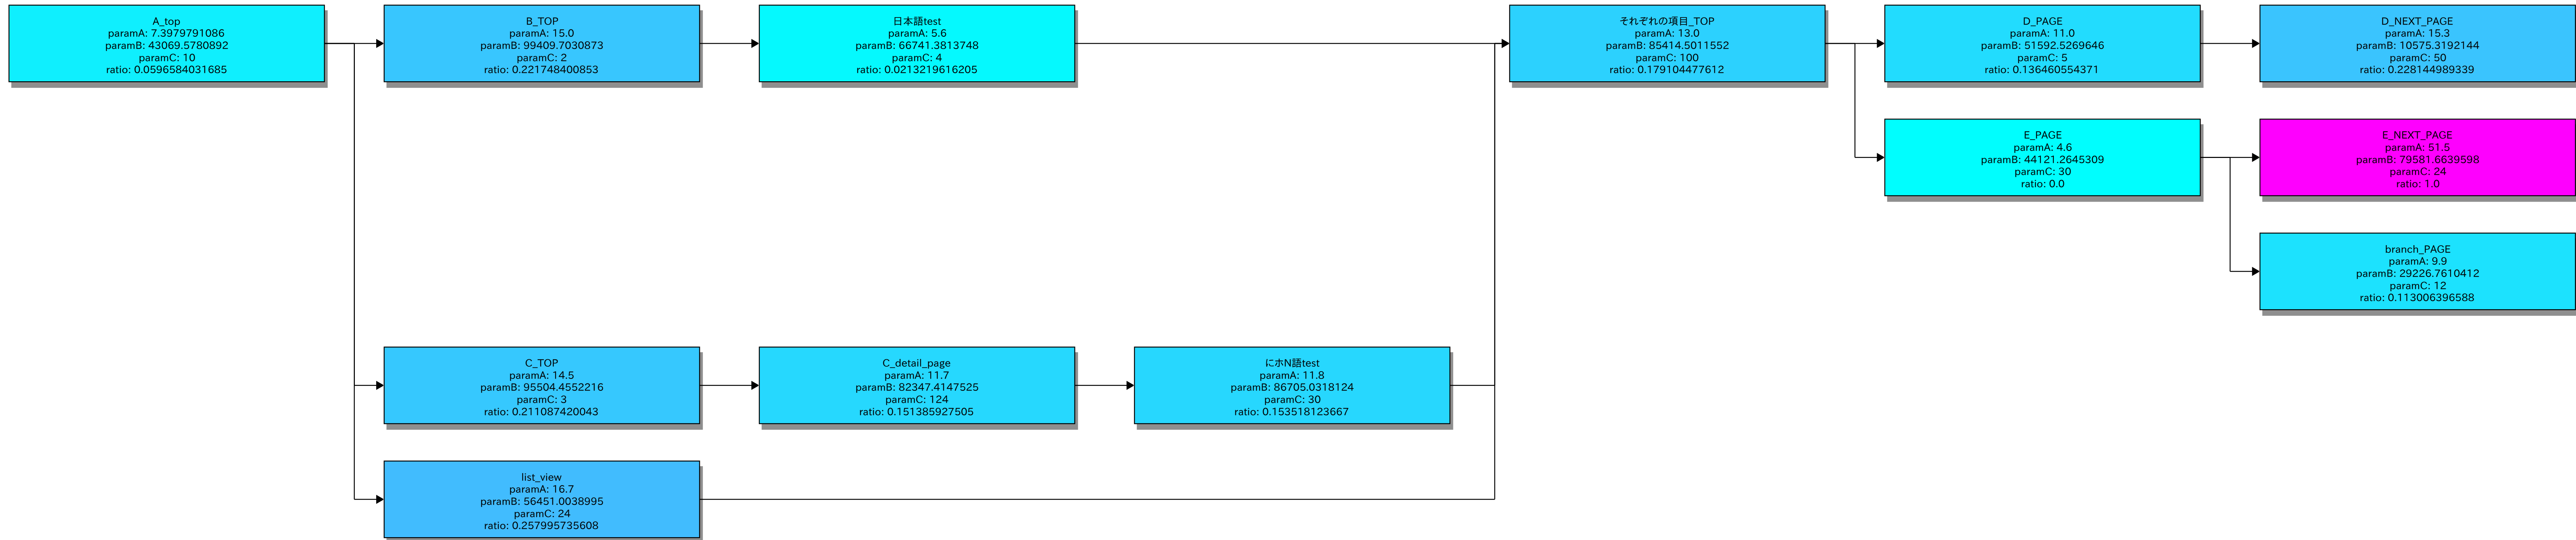 A_top
paramA: 7.3979791086
paramB: 43069.5780892
paramC: 10
ratio: 0.0596584031685
B_TOP
paramA: 15.0
paramB: 99409.7030873
paramC: 2
ratio: 0.221748400853
日本語test
paramA: 5.6
paramB: 66741.3813748
paramC: 4
ratio: 0.0213219616205
それぞれの項目_TOP
paramA: 13.0
paramB: 85414.5011552
paramC: 100
ratio: 0.179104477612
D_PAGE
paramA: 11.0
paramB: 51592.5269646
paramC: 5
ratio: 0.136460554371
D_NEXT_PAGE
paramA: 15.3
paramB: 10575.3192144
paramC: 50
ratio: 0.228144989339
E_PAGE
paramA: 4.6
paramB: 44121.2645309
paramC: 30
ratio: 0.0
E_NEXT_PAGE
paramA: 51.5
paramB: 79581.6639598
paramC: 24
ratio: 1.0
branch_PAGE
paramA: 9.9
paramB: 29226.7610412
paramC: 12
ratio: 0.113006396588
C_TOP
paramA: 14.5
paramB: 95504.4552216
paramC: 3
ratio: 0.211087420043
C_detail_page
paramA: 11.7
paramB: 82347.4147525
paramC: 124
ratio: 0.151385927505
にホN語test
paramA: 11.8
paramB: 86705.0318124
paramC: 30
ratio: 0.153518123667
list_view
paramA: 16.7
paramB: 56451.0038995
paramC: 24
ratio: 0.257995735608